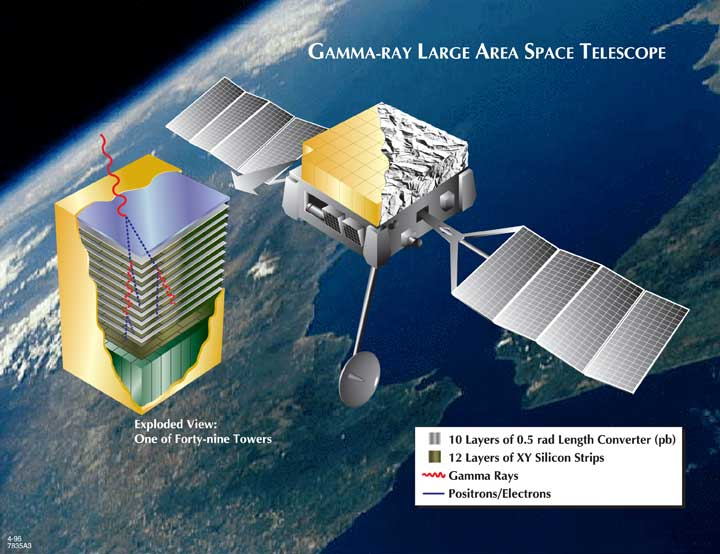 GAMMA-RAY LARGE AREA SPACE TELESCOPE
Exploded View:
One of Forty-nine Towers
10 Layers of 0.5 rad Length Converter (pb)
12 Layers of XY Silicon Strips
Gamma Rays
Positrons/Electrons
4-96
7835A3